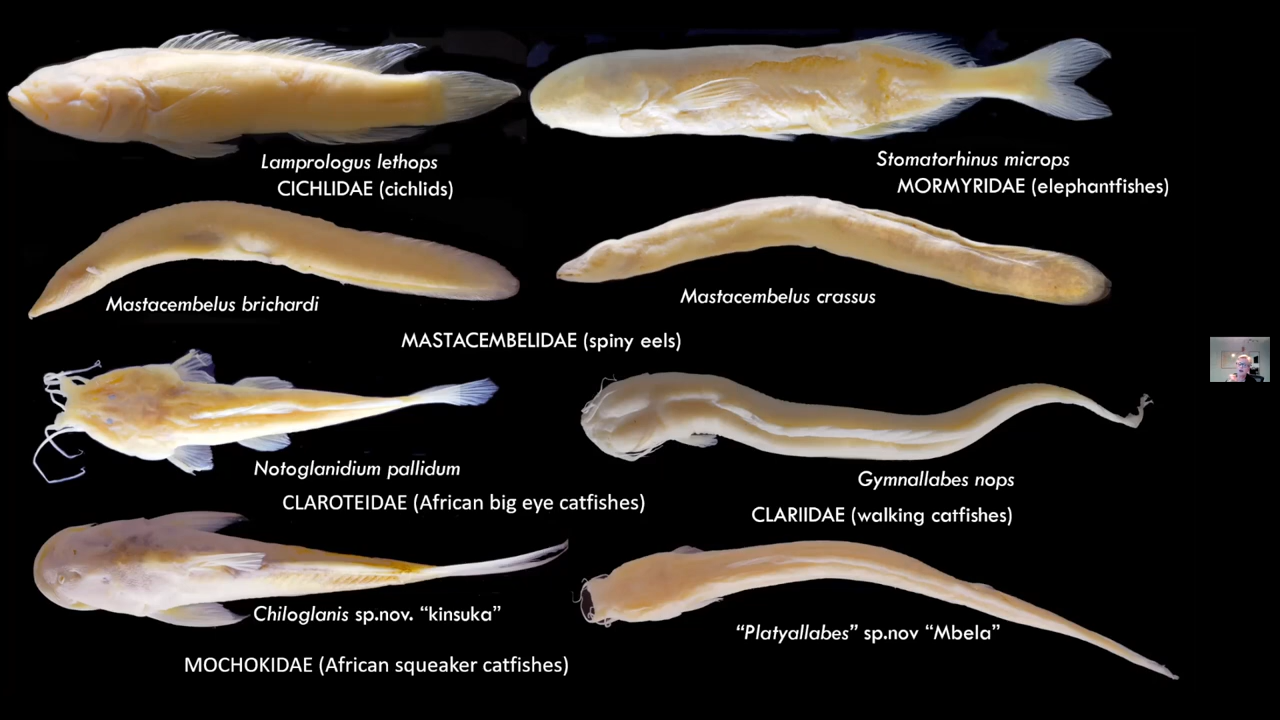 Lamprologus lethops
CICHLIDAE (cichlids)
Stomatorhinus microps
MORMYRIDAE (elephantfishes)
Mastacembelus brichardi
Mastacembelus crassus
MASTACEMBELIDAE (spiny eels)
Notoglanidium pallidum
CLAROTEIDAE (African big eye catfishes)
Gymnallabes nops
CLARIIDAE (walking catfishes)
Chiloglanis sp.nov. “kinsuka”
MOCHOKIDAE (African squeaker catfishes)
“Platyallabes” sp.nov “Mbela”